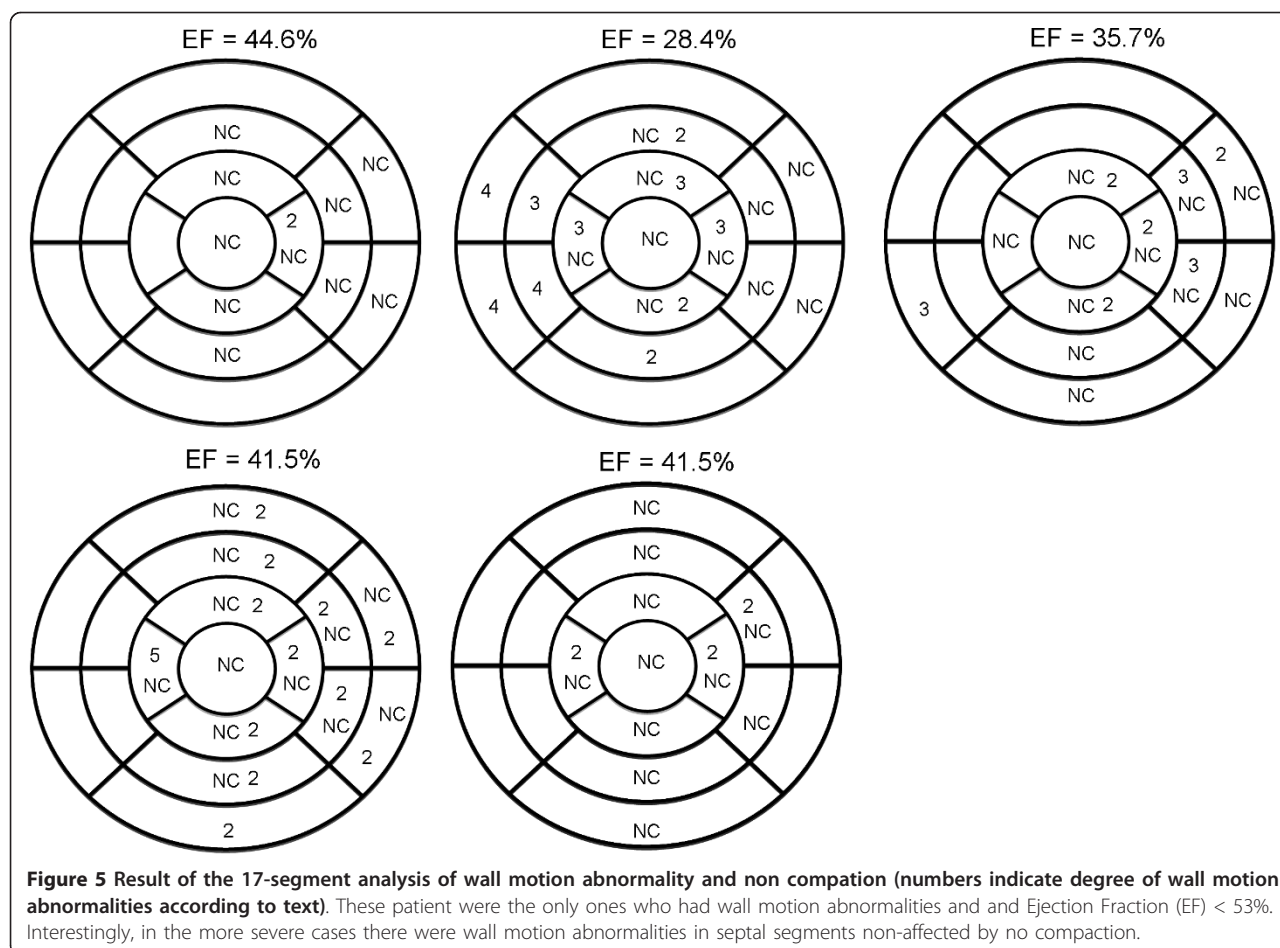 EF = 44.6%
EF = 28.4%
EF = 35.7%
NC
NC
NC
NC
2
NC
NC
NC
NC
NC
NC
NC 2
NC
4
3
NC 3
NC
3
3
NC
NC
NC
4
4
NC
NC
NC 2
2
2
NC
3
NC
NC 2
2
NC
NC
NC
3
NC
3
NC
NC 2
NC
NC
EF = 41.5%
EF = 41.5%
NC 2
NC 2
NC
NC 2
2
NC
2
5
NC
NC
2
NC
2
NC
NC
2
NC 2
NC 2
2
NC
NC
NC
2
NC
2
NC
NC
2
NC
NC
NC
NC
NC
Figure 5 Result of the 17-segment analysis of wall motion abnormality and non compation (numbers indicate degree of wall motion
abnormalities according to text). These patient were the only ones who had wall motion abnormalities and and Ejection Fraction (EF) < 53%.
Interestingly, in the more severe cases there were wall motion abnormalities in septal segments non-affected by no compaction.